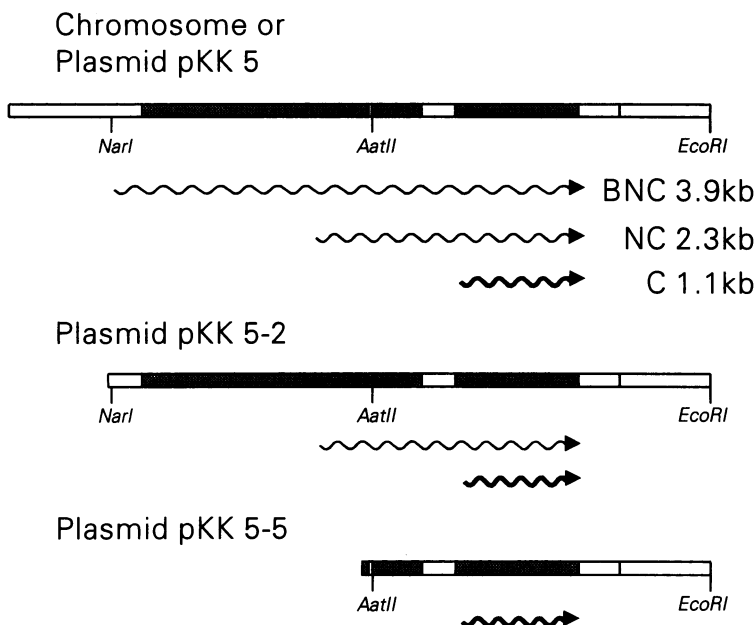 Chromosome or
Plasmid pKK 5
NarI AatII EcoRI
BNC 3.9kb
NC 2.3kb
C 1.1kb
Plasmid pKK 5-2
NarI AatII EcoRI
Plasmid pKK 5-5
AatII EcoRI